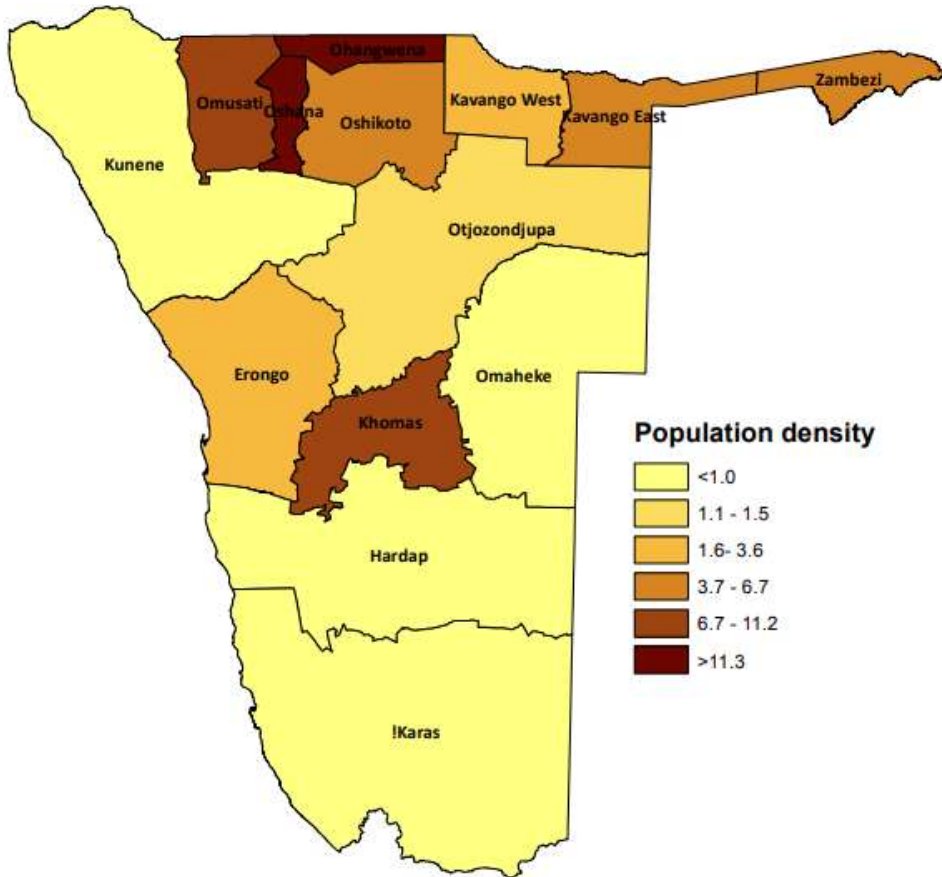 Ohangwena
Zambezi
Omusati
Oshana
Oshikoto
Kavango West
Kavango East
Kunene
Otjozondjupa
Erongo
Omaheke
Khomas
Hardap
!Karas
Population density
<1.0
1.1 - 1.5
1.6- 3.6
3.7 - 6.7
6.7 - 11.2
>11.3